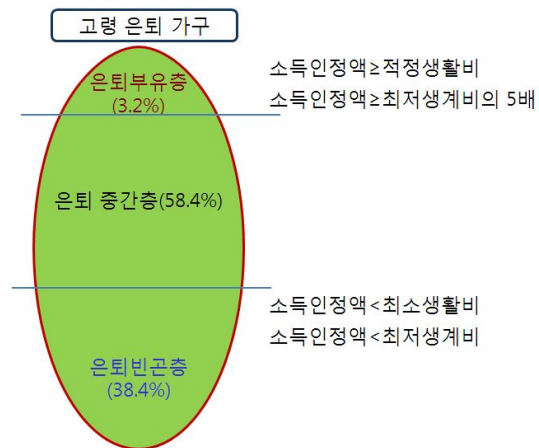 고령 은퇴 가구
은퇴부유층
(3.2%)
소득인정액≥적정생활비
소득인정액≥최저생계비의 5배
은퇴 중간층(58.4%)
소득인정액<최소생활비
소득인정액<최저생계비
은퇴빈곤층
(38.4%)